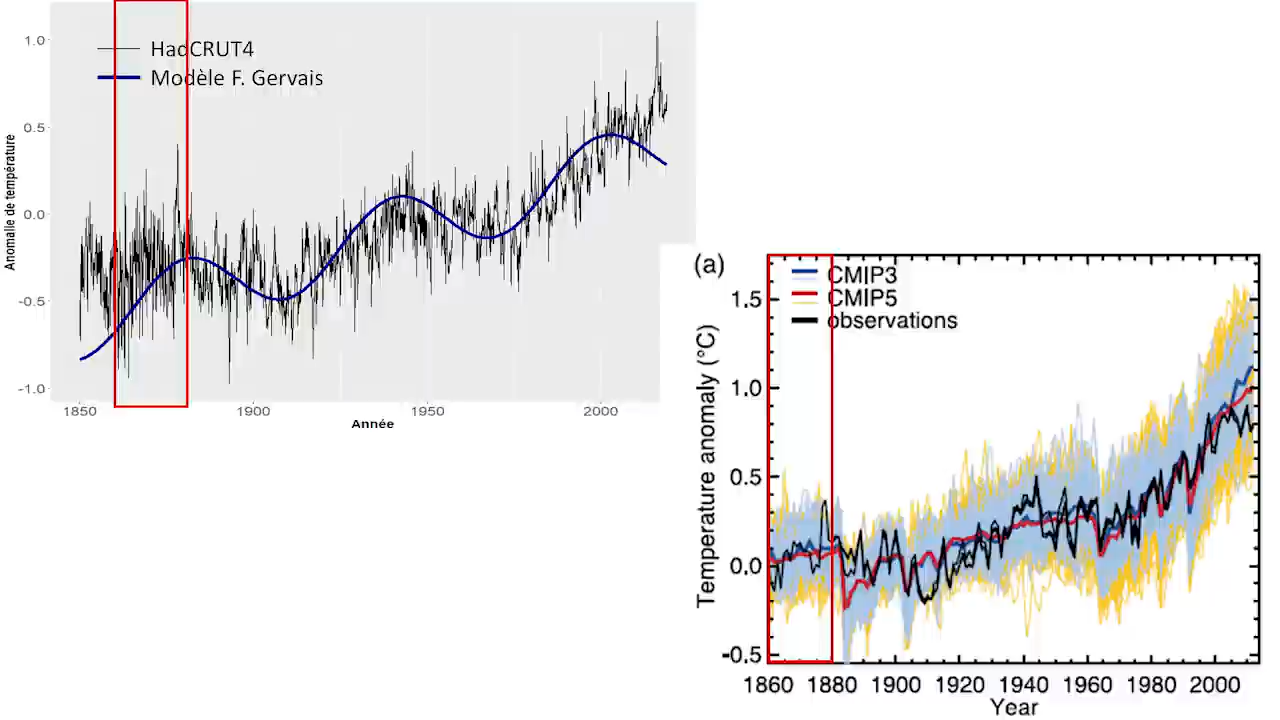 HadCRUT4
Modèle F. Gervais
Anomalie de température
1.0
0.5
0.0
-0.5
-1.0
1850
1900
1950
2000
Année
(a)
CMIP3
CMIP5
observations
Temperature anomaly (°C)
1.5
1.0
0.5
0.0
-0.5
1860 1880 1900 1920 1940 1960 1980 2000
Year